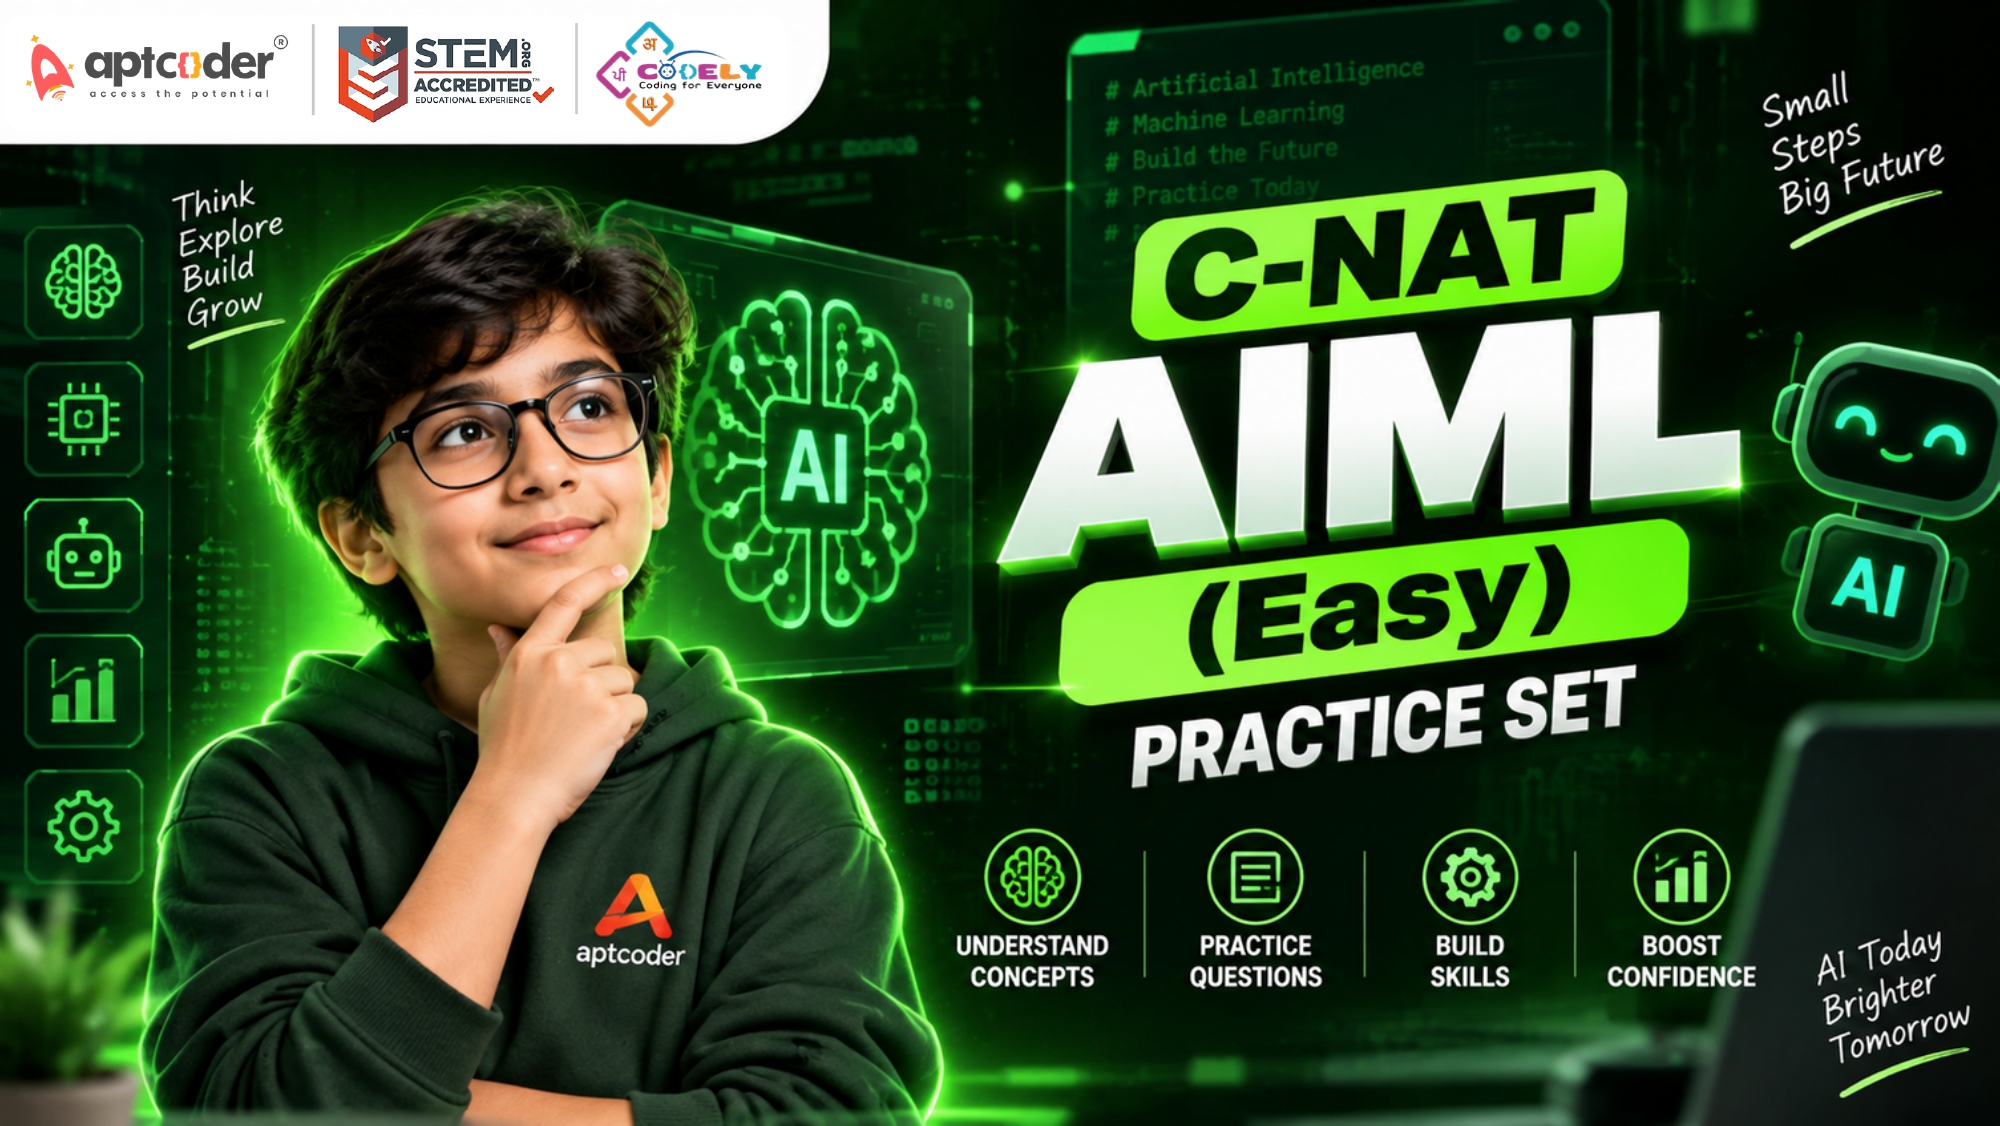 aptcoder®
access the potential
STEM.ORG
ACCREDITED™
EDUCATIONAL EXPERIENCE
अ
पी
CODELY
Coding for Everyone
Think
Explore
Build
Grow
# Artificial Intelligence
# Machine Learning
# Build the Future
# Practice Today
#
Small
Steps
Big Future
C-NAT
AIML
(Easy)
PRACTICE SET
AI
AI
aptcoder
UNDERSTAND
CONCEPTS
PRACTICE
QUESTIONS
BUILD
SKILLS
BOOST
CONFIDENCE
AI Today
Brighter
Tomorrow